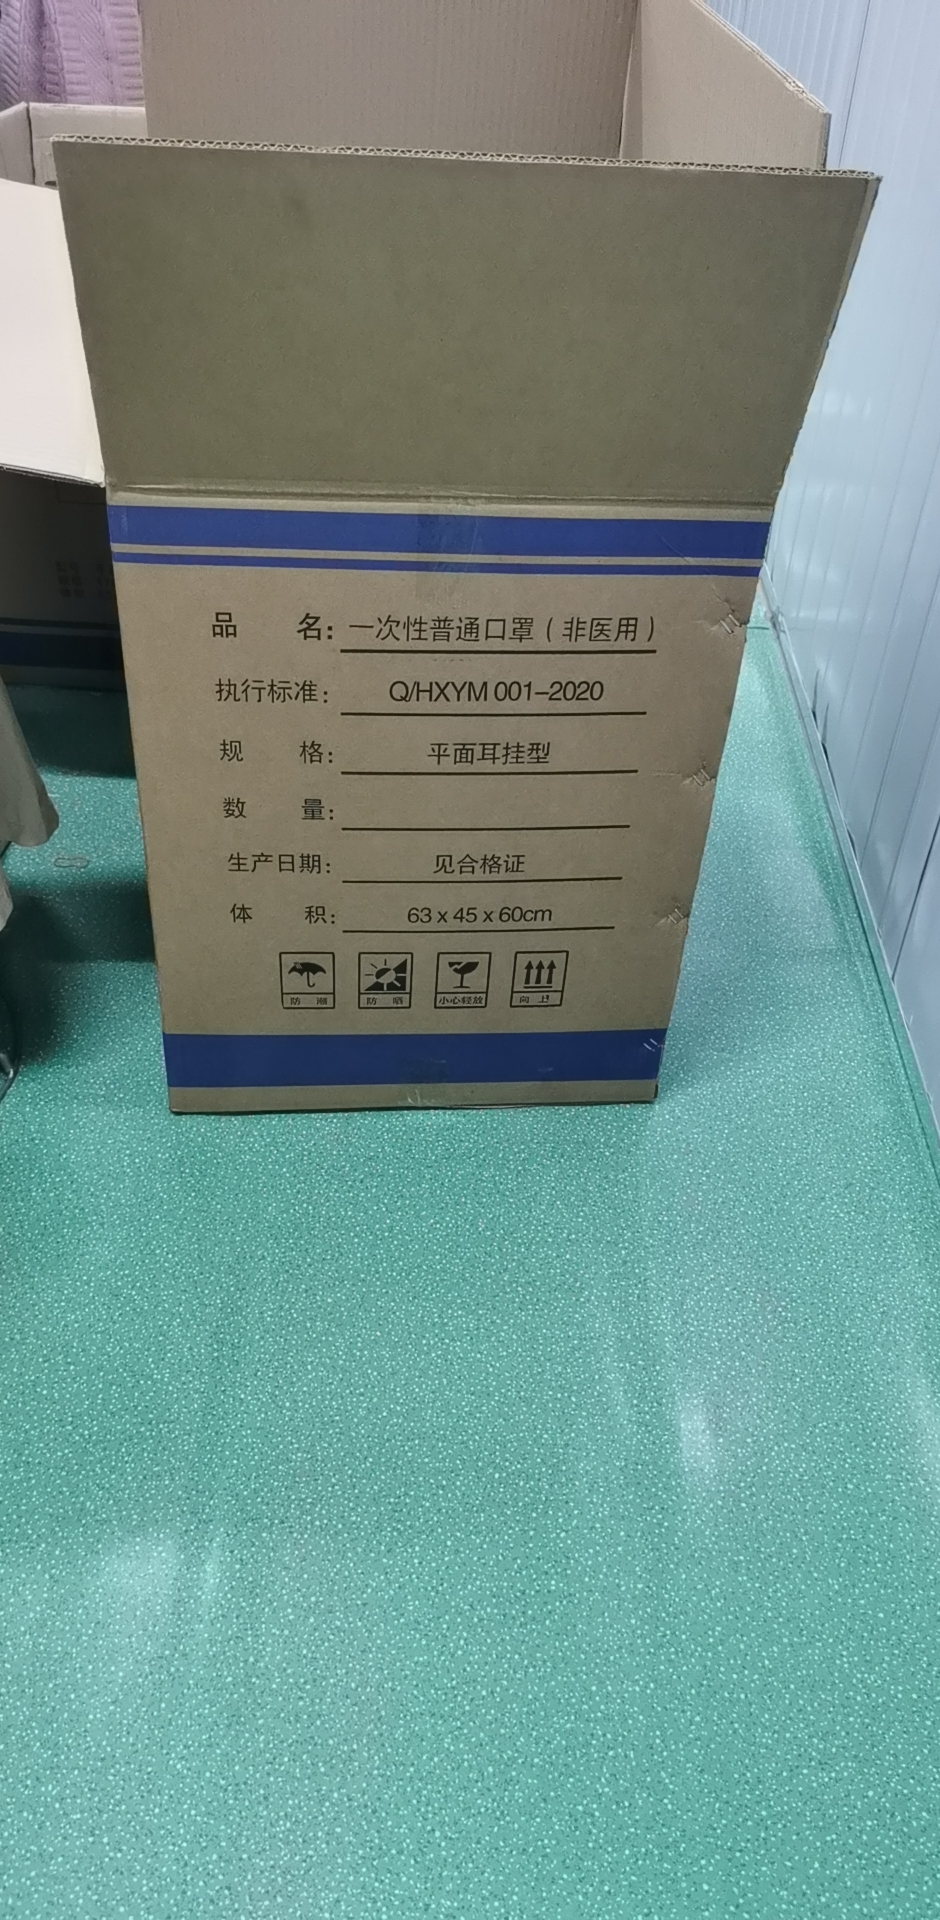 品 名: 一次性普通口罩（非医用）
执行标准: Q/HXYM 001-2020
规 格: 平面耳挂型
数 量:
生产日期: 见合格证
体 积: 63 x 45 x 60cm
防 潮 防 晒 小心轻放 向 上